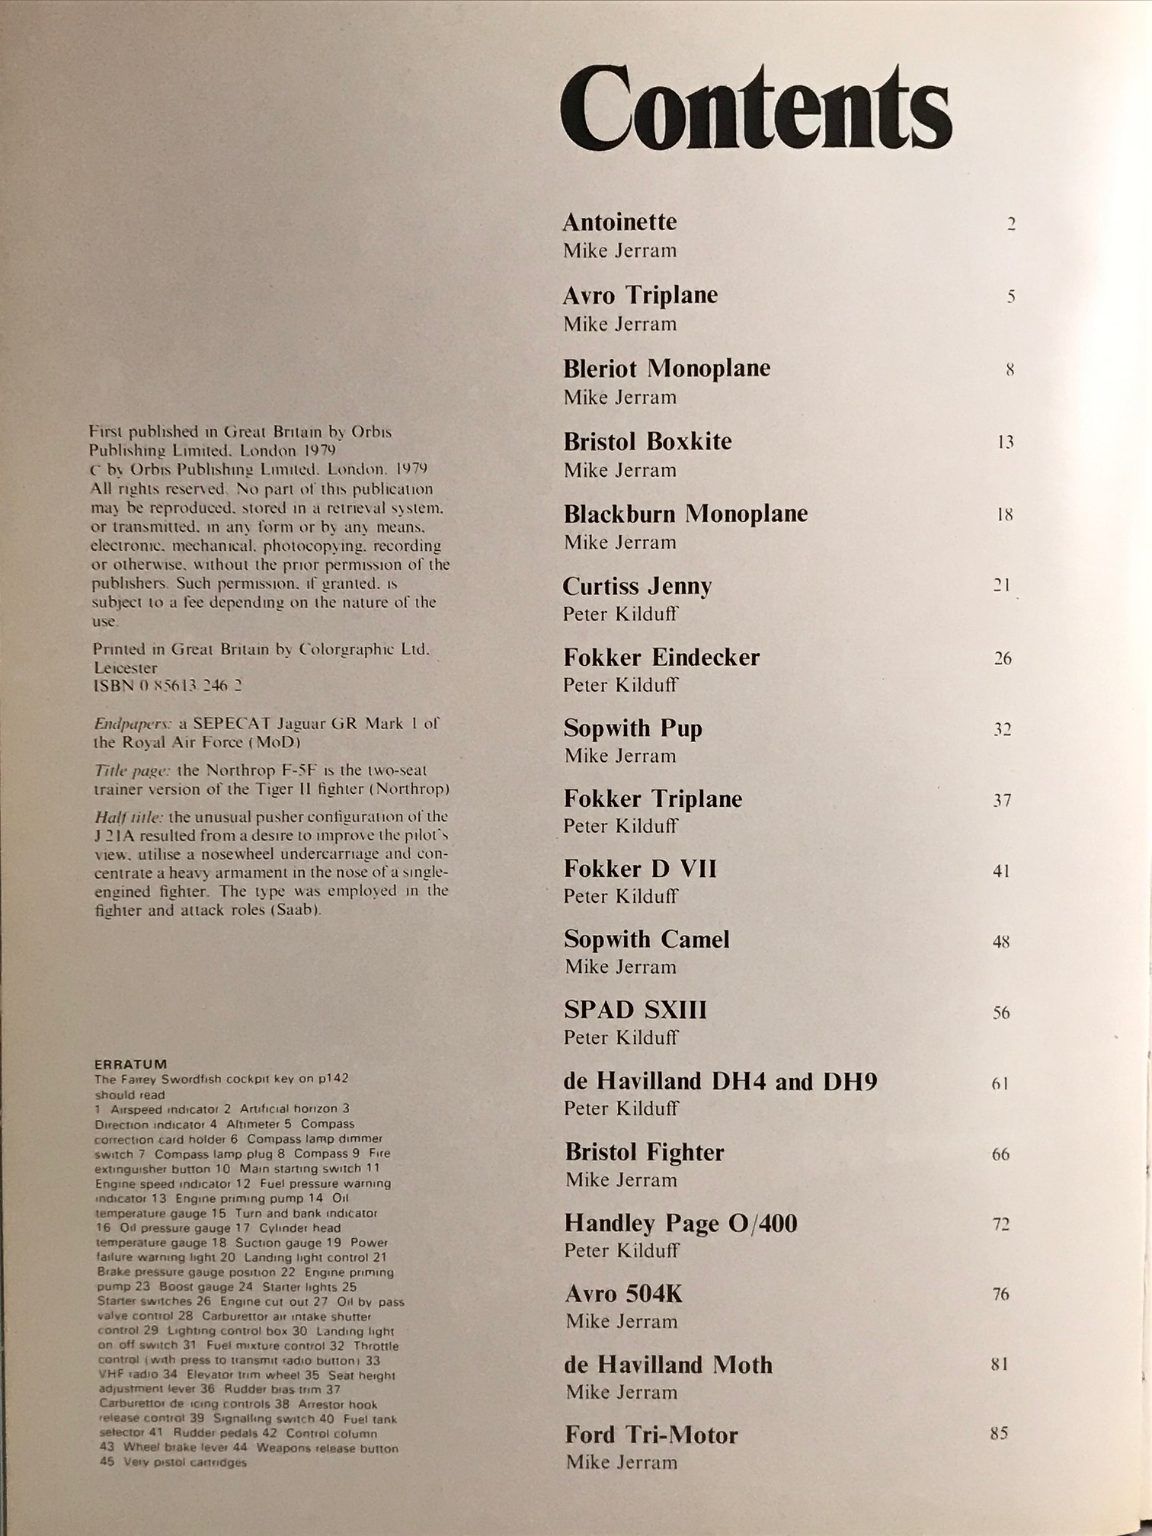 Contents
Antoinette 2
Mike Jerram
Avro Triplane 5
Mike Jerram
Bleriot Monoplane 8
Mike Jerram
Bristol Boxkite 13
Mike Jerram
Blackburn Monoplane 18
Mike Jerram
Curtiss Jenny 21
Peter Kilduff
Fokker Eindecker 26
Peter Kilduff
Sopwith Pup 32
Mike Jerram
Fokker Triplane 37
Peter Kilduff
Fokker D VII 41
Peter Kilduff
Sopwith Camel 48
Mike Jerram
SPAD SXIII 56
Peter Kilduff
de Havilland DH4 and DH9 61
Peter Kilduff
Bristol Fighter 66
Mike Jerram
Handley Page O/400 72
Peter Kilduff
Avro 504K 76
Mike Jerram
de Havilland Moth 81
Mike Jerram
Ford Tri-Motor 85
Mike Jerram
First published in Great Britain by Orbis
Publishing Limited, London 1979
© by Orbis Publishing Limited, London, 1979
All rights reserved. No part of this publication
may be reproduced, stored in a retrieval system,
or transmitted, in any form or by any means,
electronic, mechanical, photocopying, recording
or otherwise, without the prior permission of the
publishers. Such permission, if granted, is
subject to a fee depending on the nature of the
use.
Printed in Great Britain by Colorgraphic Ltd.
Leicester
ISBN 0 85613 246 2
Endpapers: a SEPECAT Jaguar GR Mark 1 of
the Royal Air Force (MoD)
Title page: the Northrop F-5F is the two-seat
trainer version of the Tiger II fighter (Northrop)
Half title: the unusual pusher configuration of the
J 21A resulted from a desire to improve the pilot's
view, utilise a nosewheel undercarriage and con-
centrate a heavy armament in the nose of a single-
engined fighter. The type was employed in the
fighter and attack roles (Saab).
ERRATUM
The Fairey Swordfish cockpit key on p142
should read
1 Airspeed indicator 2 Artificial horizon 3
Direction indicator 4 Altimeter 5 Compass
correction card holder 6 Compass lamp dimmer
switch 7 Compass lamp plug 8 Compass 9 Fire
extinguisher button 10 Main starting switch 11
Engine speed indicator 12 Fuel pressure warning
indicator 13 Engine priming pump 14 Oil
temperature gauge 15 Turn and bank indicator
16 Oil pressure gauge 17 Cylinder head
temperature gauge 18 Suction gauge 19 Power
failure warning light 20 Landing light control 21
Brake pressure gauge position 22 Engine priming
pump 23 Boost gauge 24 Starter lights 25
Starter switches 26 Engine cut out 27 Oil by pass
valve control 28 Carburettor air intake shutter
control 29 Lighting control box 30 Landing light
on off switch 31 Fuel mixture control 32 Throttle
control (with press to transmit radio button) 33
VHF radio 34 Elevator trim wheel 35 Seat height
adjustment lever 36 Rudder bias trim 37
Carburettor de icing controls 38 Arrestor hook
release control 39 Signalling switch 40 Fuel tank
selector 41 Rudder pedals 42 Control column
43 Wheel brake lever 44 Weapons release button
45 Very pistol cartridges